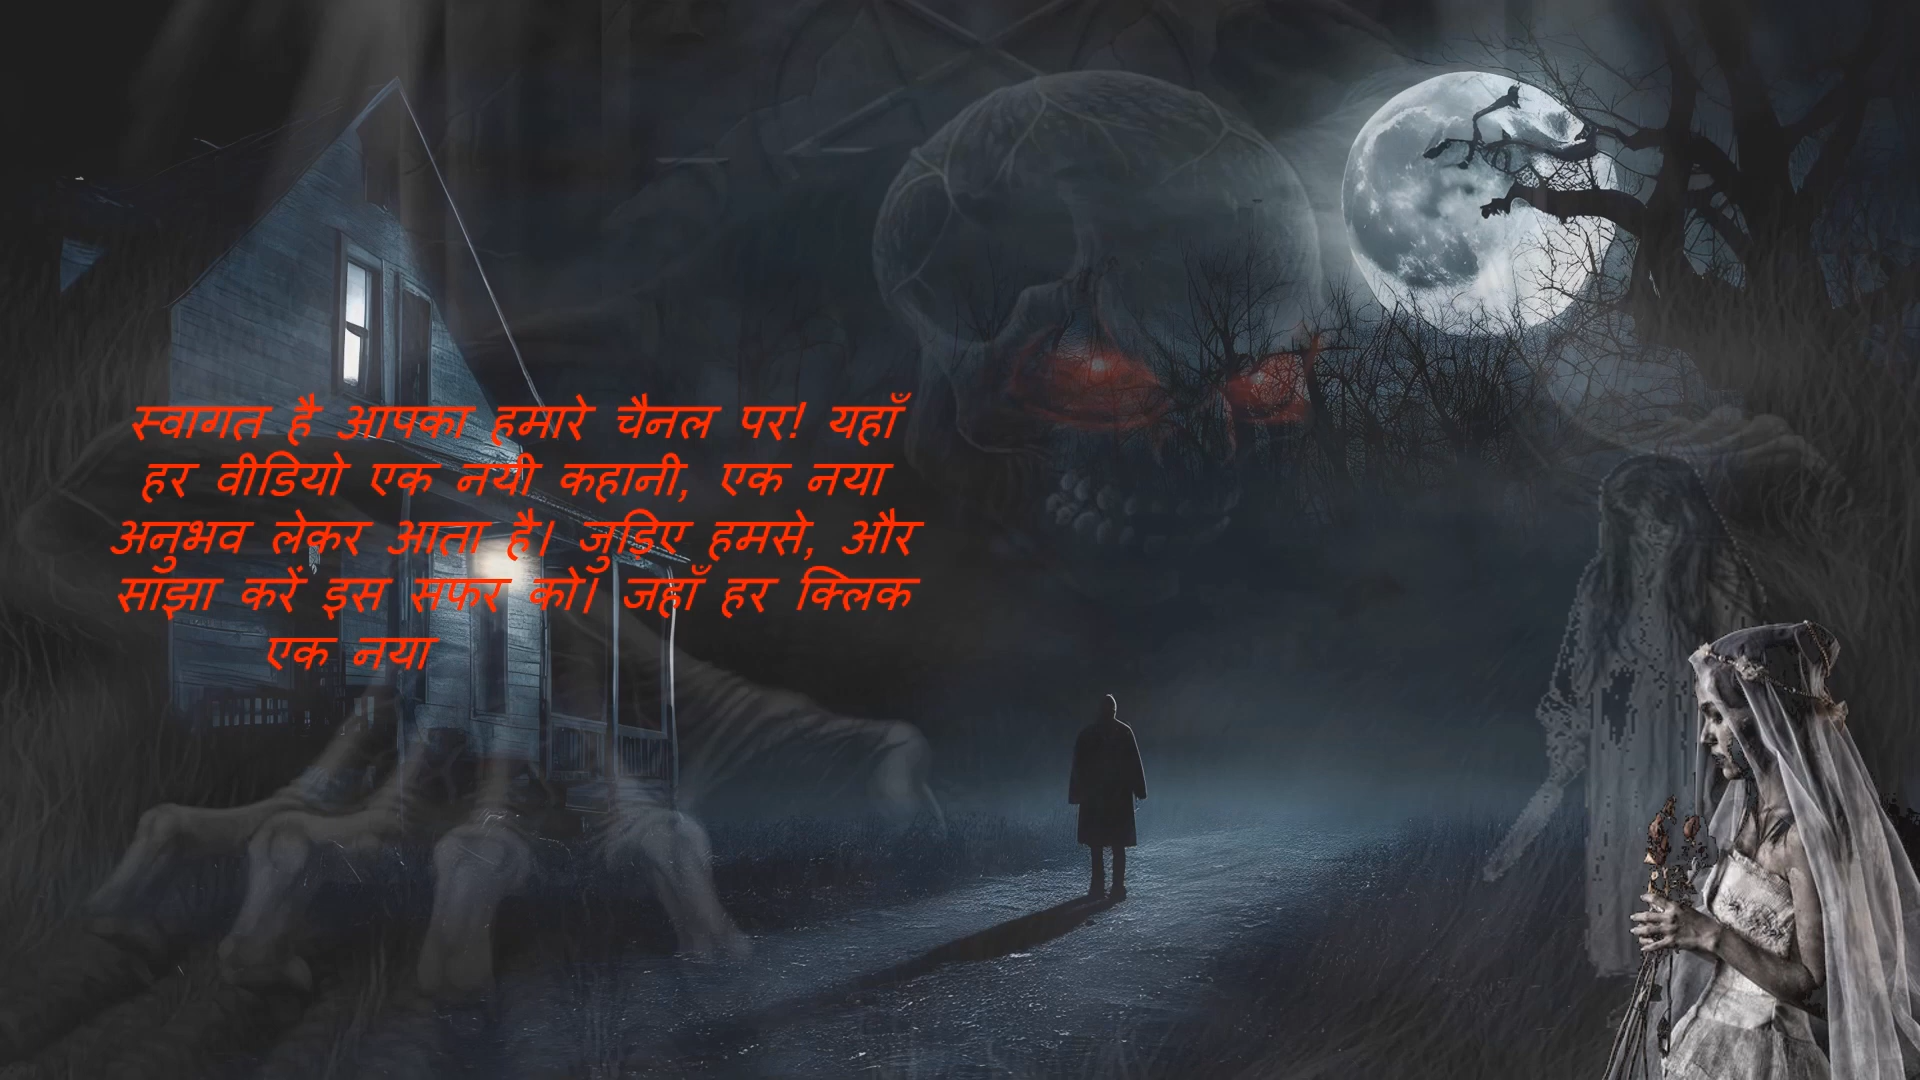 स्वागत है आपका हमारे चैनल पर! यहाँ
हर वीडियो एक नयी कहानी, एक नया
अनुभव लेकर आता है। जुड़िए हमसे, और
साझा करें इस सफर को। जहाँ हर क्लिक
एक नया